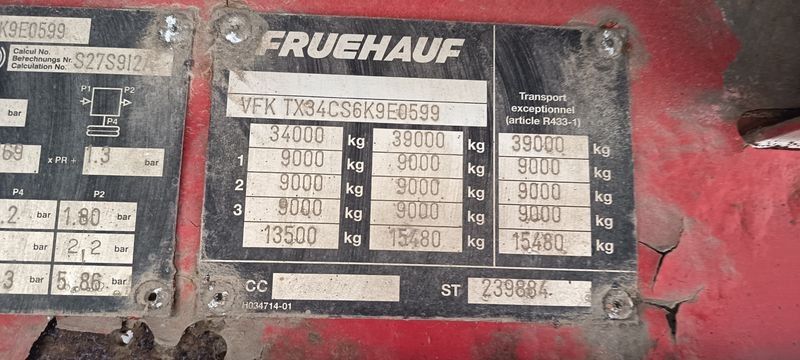 K9E0599
Calcul No.
Berechnungs Nr.
Calculation No. S27S912
P1 P2
P4
69 x PR + 1.3 bar
P4 P2
.2 bar 1.80 bar
bar 2,2 bar
3 bar 5.86 bar
FRUEHAUF
VFK TX34CS6K9E0599
Transport
exceptionnel
(article R433-1)
34000 kg 39000 kg 39000 kg
1 9000 kg 9000 kg 9000 kg
2 9000 kg 9000 kg 9000 kg
3 9000 kg 9000 kg 9000 kg
13500 kg 15480 kg 15480 kg
CC ST 239884
H034714-01